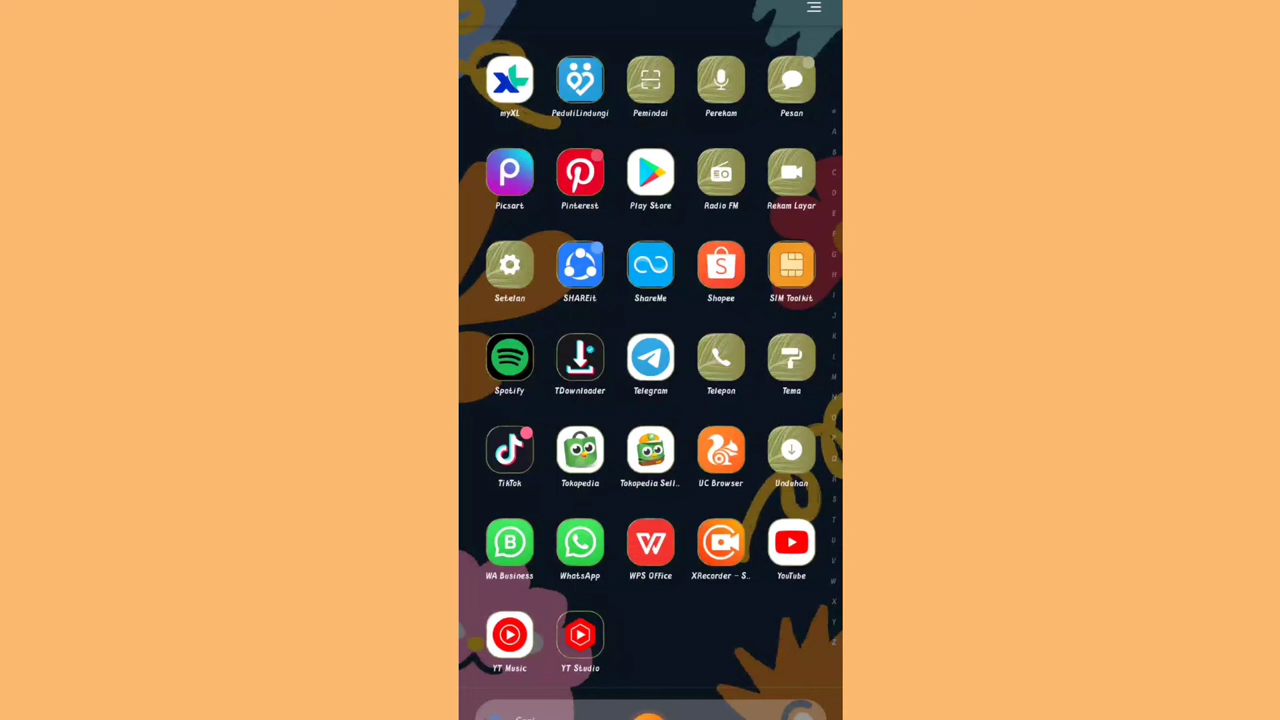 myXL PeduliLindungi Pemindai Perekam Pesan
Picsart Pinterest Play Store Radio FM Rekam Layar
Setelan SHAREit ShareMe Shopee SIM Toolkit
Spotify TDownloader Telegram Telepon Tema
TikTok Tokopedia Tokopedia Sell.. UC Browser Unduhan
WA Business WhatsApp WPS Office XRecorder - S.. YouTube
YT Music YT Studio